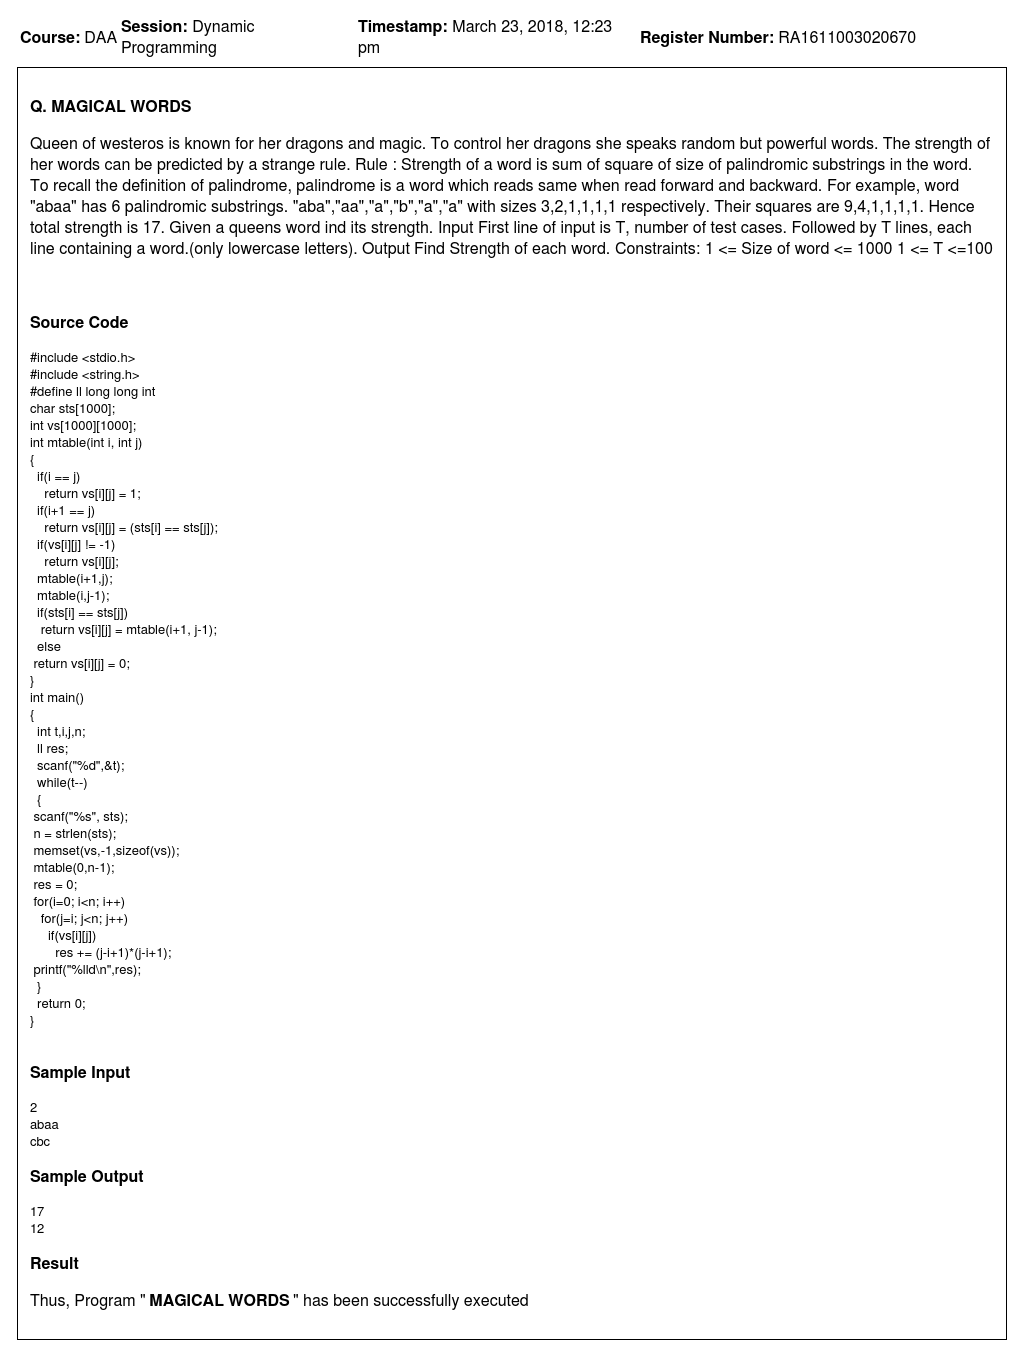 Course: DAA Session: Dynamic Programming Timestamp: March 23, 2018, 12:23 pm Register Number: RA1611003020670
Q. MAGICAL WORDS
Queen of westeros is known for her dragons and magic. To control her dragons she speaks random but powerful words. The strength of
her words can be predicted by a strange rule. Rule : Strength of a word is sum of square of size of palindromic substrings in the word.
To recall the definition of palindrome, palindrome is a word which reads same when read forward and backward. For example, word
"abaa" has 6 palindromic substrings. "aba","aa","a","b","a","a" with sizes 3,2,1,1,1,1 respectively. Their squares are 9,4,1,1,1,1. Hence
total strength is 17. Given a queens word ind its strength. Input First line of input is T, number of test cases. Followed by T lines, each
line containing a word.(only lowercase letters). Output Find Strength of each word. Constraints: 1 <= Size of word <= 1000 1 <= T <=100
Source Code
#include <stdio.h>
#include <string.h>
#define ll long long int
char sts[1000];
int vs[1000][1000];
int mtable(int i, int j)
{
if(i == j)
return vs[i][j] = 1;
if(i+1 == j)
return vs[i][j] = (sts[i] == sts[j]);
if(vs[i][j] != -1)
return vs[i][j];
mtable(i+1,j);
mtable(i,j-1);
if(sts[i] == sts[j])
return vs[i][j] = mtable(i+1, j-1);
else
return vs[i][j] = 0;
}
int main()
{
int t,i,j,n;
ll res;
scanf("%d",&t);
while(t--)
{
scanf("%s", sts);
n = strlen(sts);
memset(vs,-1,sizeof(vs));
mtable(0,n-1);
res = 0;
for(i=0; i<n; i++)
for(j=i; j<n; j++)
if(vs[i][j])
res += (j-i+1)*(j-i+1);
printf("%lld\n",res);
}
return 0;
}
Sample Input
2
abaa
cbc
Sample Output
17
12
Result
Thus, Program " MAGICAL WORDS " has been successfully executed